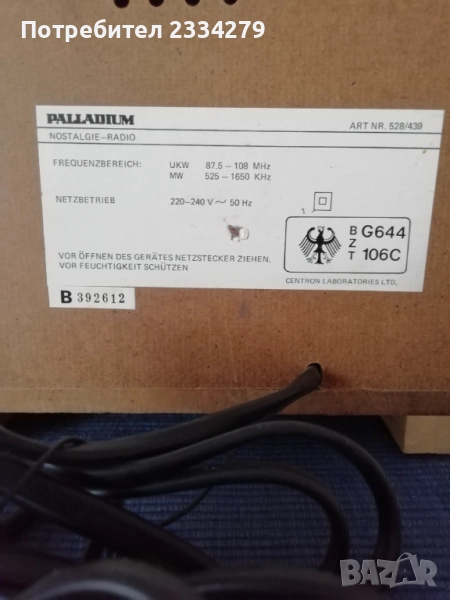 Потребител 2334279
PALLADIUM
ART NR. 528/439
NOSTALGIE-RADIO
FREQUENZBEREICH: UKW 87.5 - 108 MHz
MW 525 - 1650 KHz
NETZBETRIEB 220-240 V ~ 50 Hz
1
B G644
Z
T 106C
VOR ÖFFNEN DES GERÄTES NETZSTECKER ZIEHEN.
VOR FEUCHTIGKEIT SCHÜTZEN
CENTRON LABORATORIES LTD.
B 392612
BAZAR